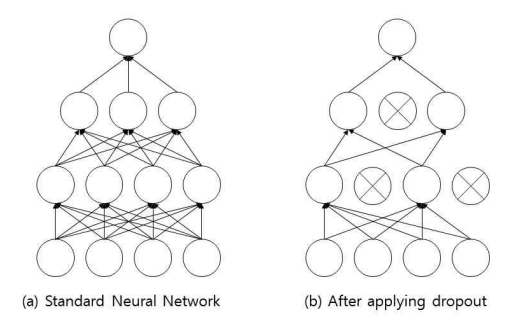 (a) Standard Neural Network
(b) After applying dropout